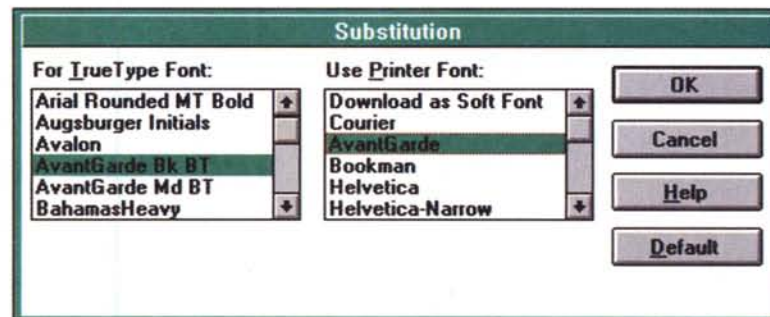 Substitution
For TrueType Font:
Arial Rounded MT Bold
Augsburger Initials
Avalon
AvantGarde Bk BT
AvantGarde Md BT
BahamasHeavy
Use Printer Font:
Download as Soft Font
Courier
AvantGarde
Bookman
Helvetica
Helvetica-Narrow
OK
Cancel
Help
Default